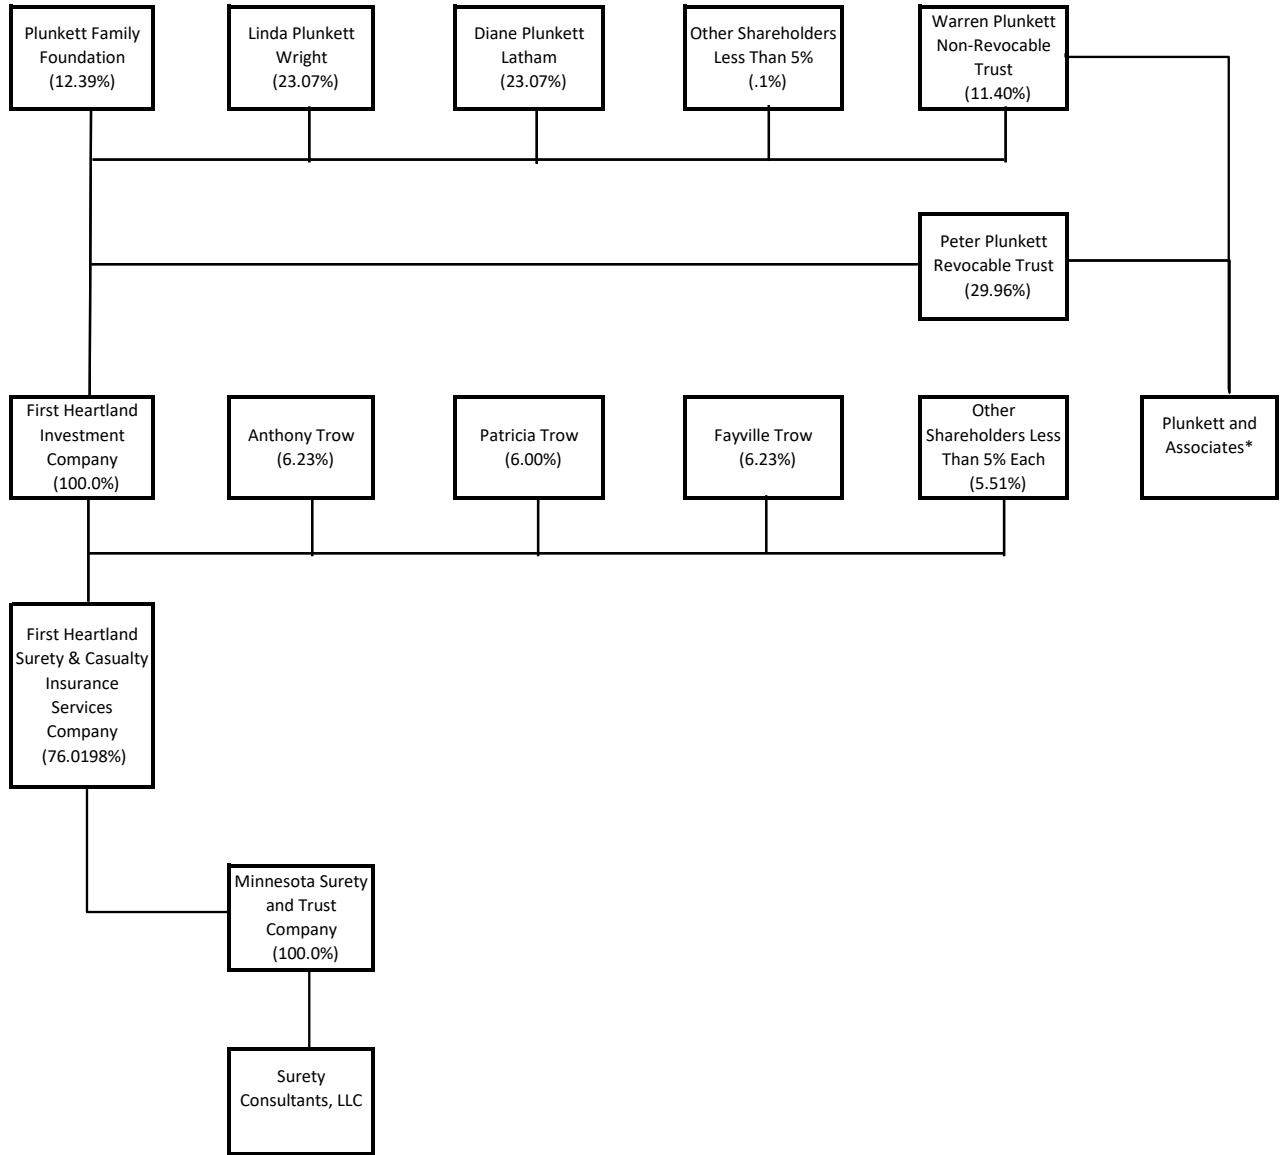 Plunkett Family
Foundation
(12.39%)
Linda Plunkett
Wright
(23.07%)
Diane Plunkett
Latham
(23.07%)
Other Shareholders
Less Than 5%
(.1%)
Warren Plunkett
Non-Revocable
Trust
(11.40%)
Peter Plunkett
Revocable Trust
(29.96%)
First Heartland
Investment
Company
(100.0%)
Anthony Trow
(6.23%)
Patricia Trow
(6.00%)
Fayville Trow
(6.23%)
Other
Shareholders Less
Than 5% Each
(5.51%)
Plunkett and
Associates*
First Heartland
Surety & Casualty
Insurance
Services
Company
(76.0198%)
Minnesota Surety
and Trust
Company
(100.0%)
Surety
Consultants, LLC